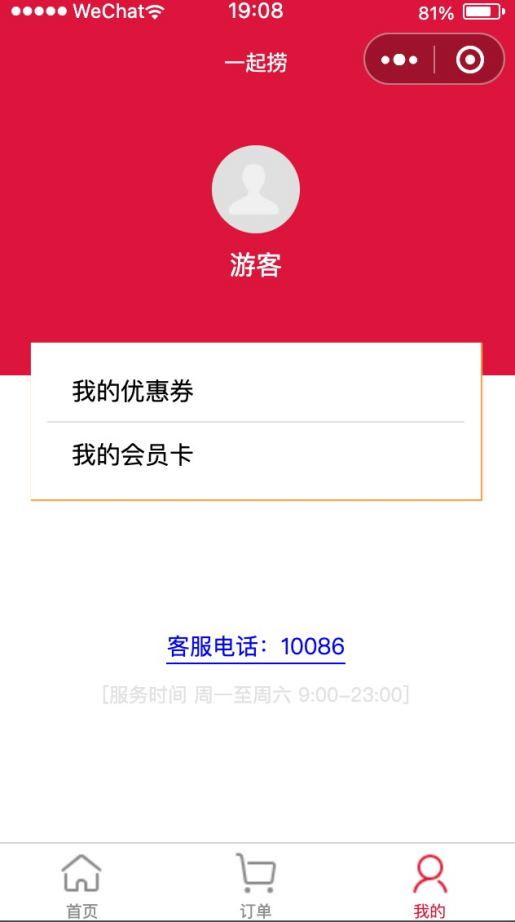 WeChat 19:08 81%
一起捞
游客
我的优惠券
我的会员卡
客服电话：10086
[服务时间 周一至周六 9:00-23:00]
首页 订单 我的